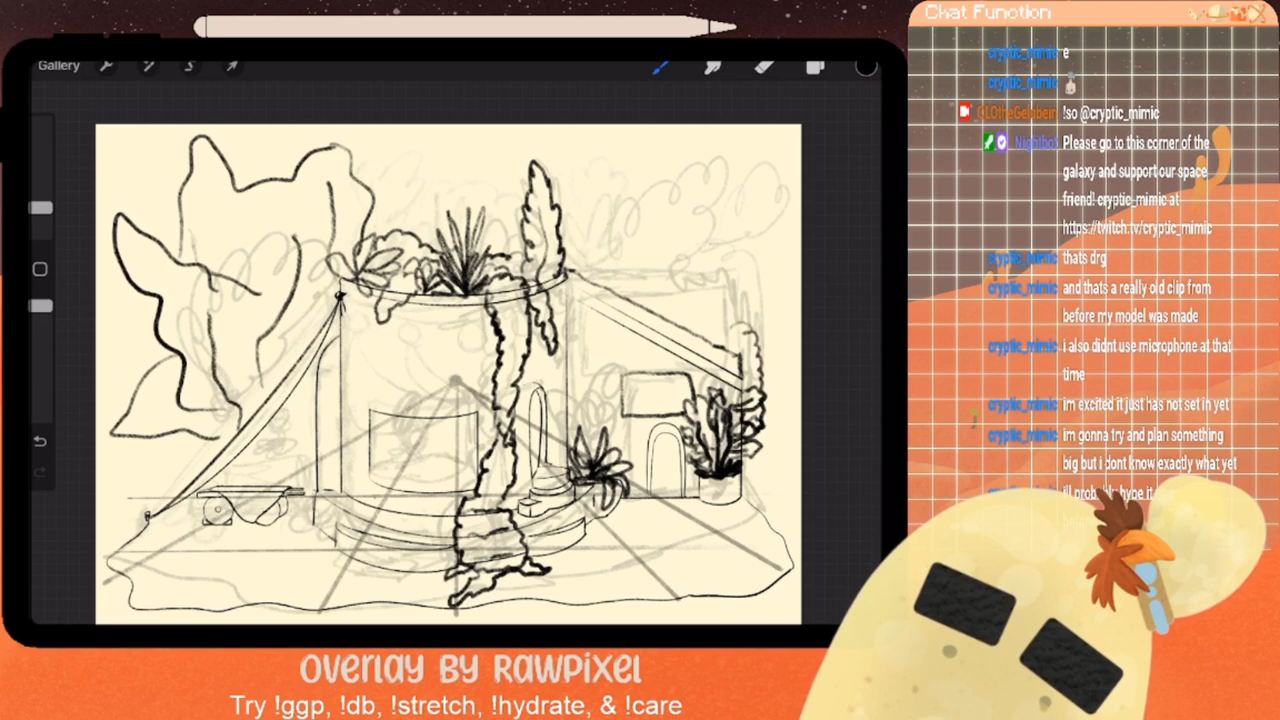 Chat Function
Gallery
cryptic_mimic e
cryptic_mimic
!so @cryptic_mimic
Nightbot Please go to this corner of the
galaxy and support our space
friend! cryptic_mimic at
https://twitch.tv/cryptic_mimic
cryptic_mimic thats drg
cryptic_mimic and thats a really old clip from
before my model was made
cryptic_mimic i also didnt use microphone at that
time
cryptic_mimic im excited it just has not set in yet
cryptic_mimic im gonna try and plan something
big but i dont know exactly what yet
hype it
OVERLAY BY RAWPIXEL
Try !ggp, !db, !stretch, !hydrate, & !care